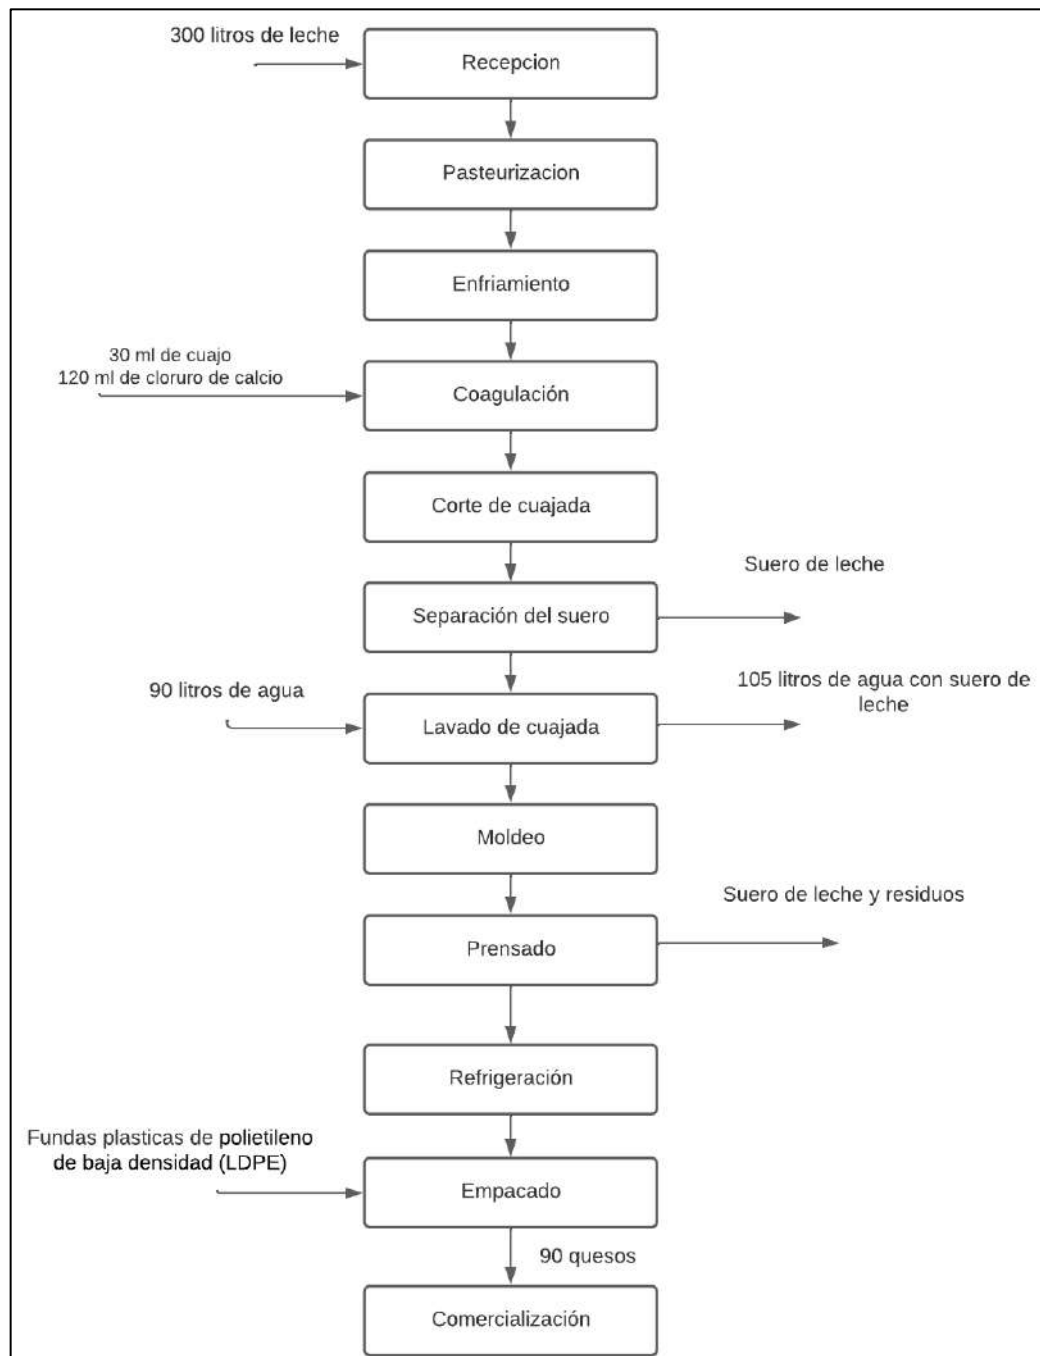 300 litros de leche
Recepcion
Pasteurizacion
Enfriamiento
30 ml de cuajo
120 ml de cloruro de calcio
Coagulación
Corte de cuajada
Suero de leche
Separación del suero
90 litros de agua
105 litros de agua con suero de
leche
Lavado de cuajada
Moldeo
Suero de leche y residuos
Prensado
Refrigeración
Fundas plasticas de polietileno
de baja densidad (LDPE)
Empacado
90 quesos
Comercialización